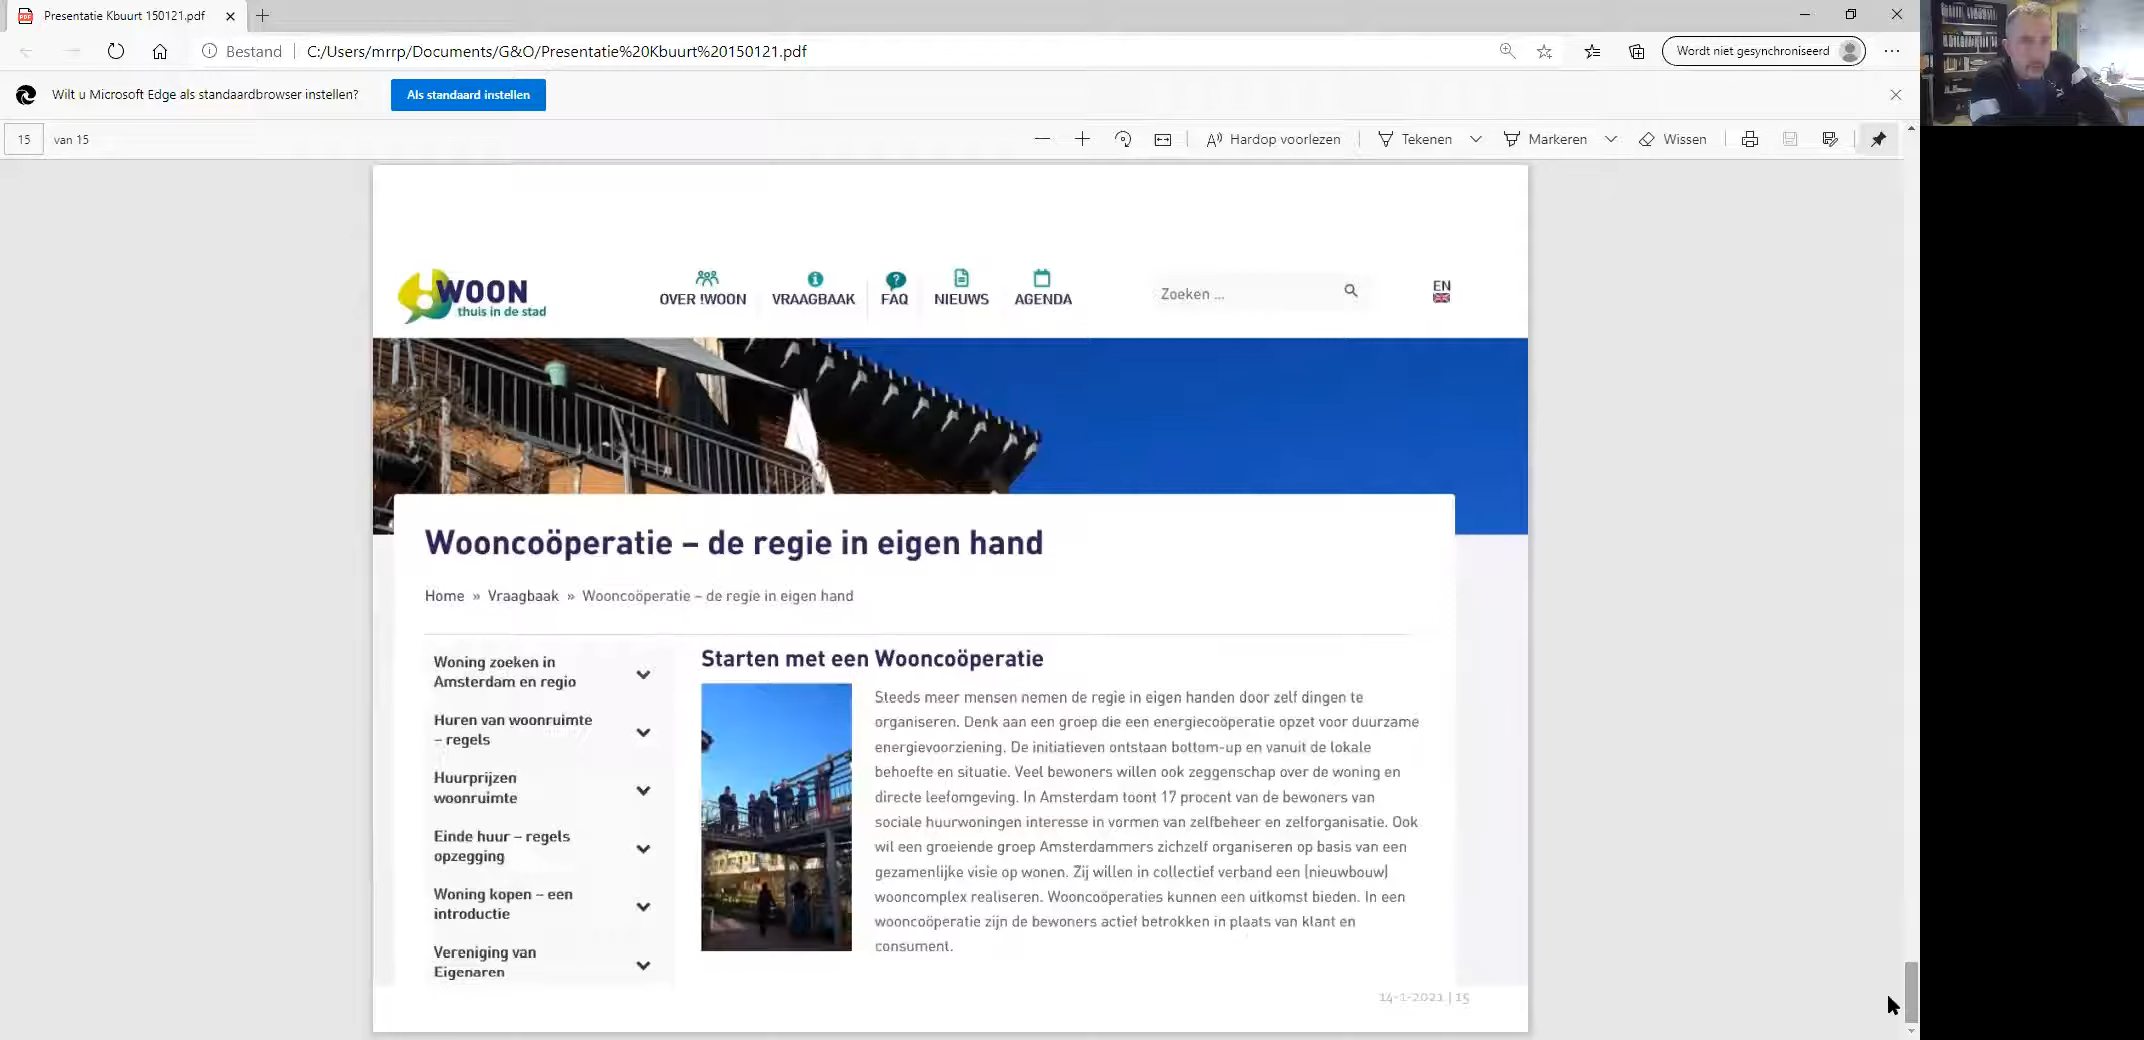 Presentatie Kbuurt 150121.pdf
Bestand
C:/Users/mrrp/Documents/G&O/Presentatie%20Kbuurt%20150121.pdf
Wordt niet gesynchroniseerd
Wilt u Microsoft Edge als standaardbrowser instellen?
Als standaard instellen
15 van 15
Hardop voorlezen
Tekenen
Markeren
Wissen
!WOON
thuis in de stad
OVER !WOON
VRAAGBAAK
FAQ
NIEUWS
AGENDA
Zoeken ...
EN
Wooncoöperatie – de regie in eigen hand
Home » Vraagbaak » Wooncoöperatie – de regie in eigen hand
Woning zoeken in
Amsterdam en regio
Huren van woonruimte
– regels
Huurprijzen
woonruimte
Einde huur – regels
opzegging
Woning kopen – een
introductie
Vereniging van
Eigenaren
Starten met een Wooncoöperatie
Steeds meer mensen nemen de regie in eigen handen door zelf dingen te
organiseren. Denk aan een groep die een energiecoöperatie opzet voor duurzame
energievoorziening. De initiatieven ontstaan bottom-up en vanuit de lokale
behoefte en situatie. Veel bewoners willen ook zeggenschap over de woning en
directe leefomgeving. In Amsterdam toont 17 procent van de bewoners van
sociale huurwoningen interesse in vormen van zelfbeheer en zelforganisatie. Ook
wil een groeiende groep Amsterdammers zichzelf organiseren op basis van een
gezamenlijke visie op wonen. Zij willen in collectief verband een (nieuwbouw)
wooncomplex realiseren. Wooncoöperaties kunnen een uitkomst bieden. In een
wooncoöperatie zijn de bewoners actief betrokken in plaats van klant en
consument.
14-1-2021 | 15